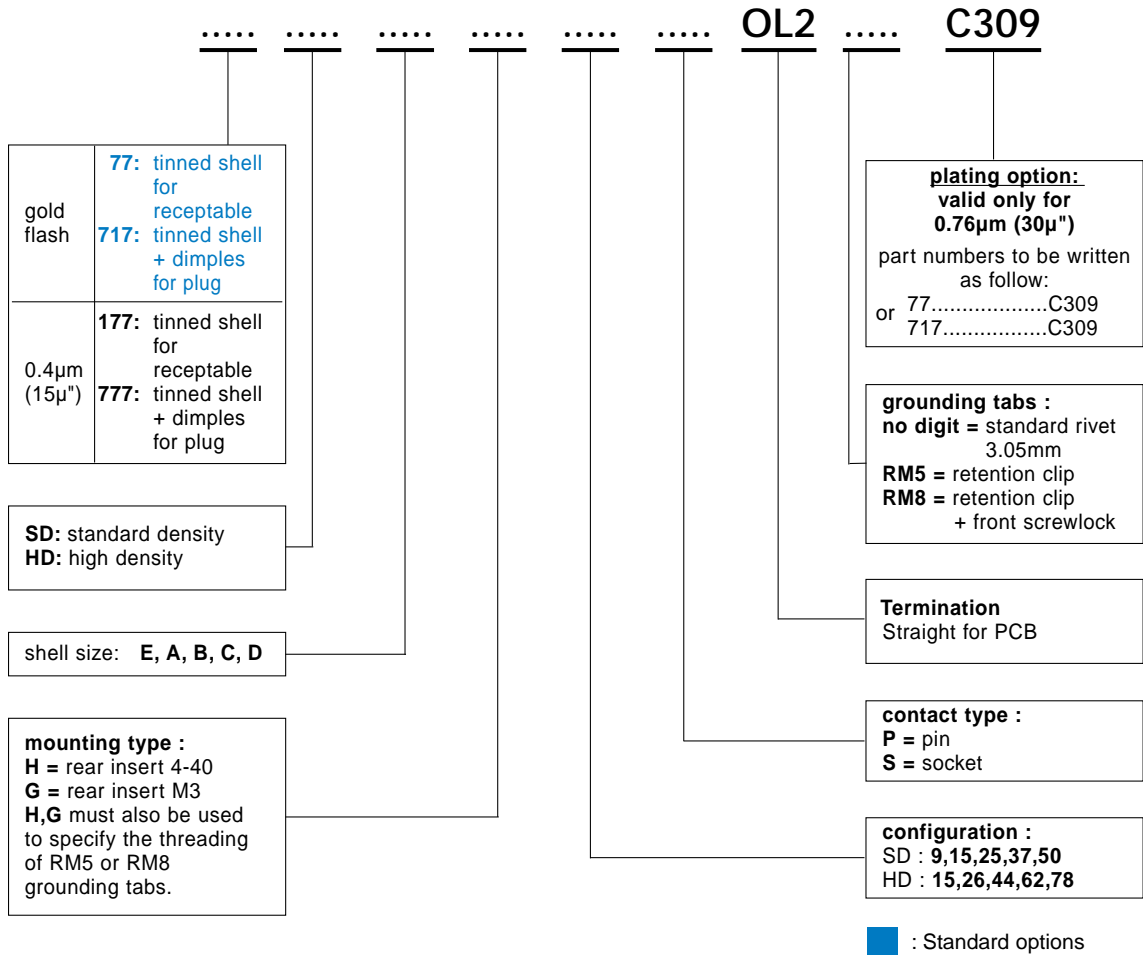 ..... ..... ..... ..... ..... ..... OL2 ..... C309
gold
flash
77: tinned shell
for
receptable
717: tinned shell
+ dimples
for plug
0.4µm
(15µ")
177: tinned shell
for
receptable
777: tinned shell
+ dimples
for plug
SD: standard density
HD: high density
shell size: E, A, B, C, D
mounting type :
H = rear insert 4-40
G = rear insert M3
H,G must also be used
to specify the threading
of RM5 or RM8
grounding tabs.
plating option:
valid only for
0.76µm (30µ")
part numbers to be written
as follow:
or 77...................C309
717.................C309
grounding tabs :
no digit = standard rivet
3.05mm
RM5 = retention clip
RM8 = retention clip
+ front screwlock
Termination
Straight for PCB
contact type :
P = pin
S = socket
configuration :
SD : 9,15,25,37,50
HD : 15,26,44,62,78
: Standard options